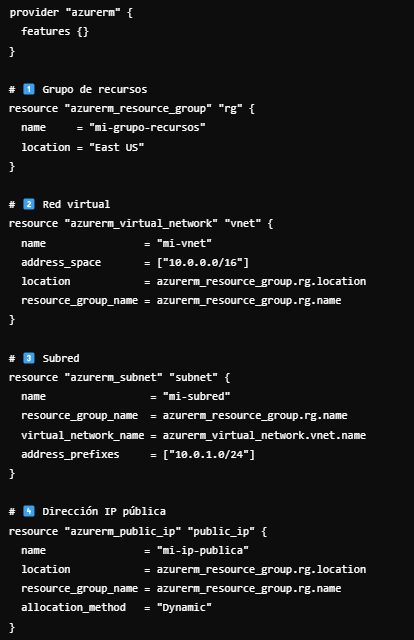 provider "azurerm" {
  features {}
}

# 1️⃣ Grupo de recursos
resource "azurerm_resource_group" "rg" {
  name     = "mi-grupo-recursos"
  location = "East US"
}

# 2️⃣ Red virtual
resource "azurerm_virtual_network" "vnet" {
  name                = "mi-vnet"
  address_space       = ["10.0.0.0/16"]
  location            = azurerm_resource_group.rg.location
  resource_group_name = azurerm_resource_group.rg.name
}

# 3️⃣ Subred
resource "azurerm_subnet" "subnet" {
  name                 = "mi-subred"
  resource_group_name  = azurerm_resource_group.rg.name
  virtual_network_name = azurerm_virtual_network.vnet.name
  address_prefixes     = ["10.0.1.0/24"]
}

# 4️⃣ Dirección IP pública
resource "azurerm_public_ip" "public_ip" {
  name                = "mi-ip-publica"
  location            = azurerm_resource_group.rg.location
  resource_group_name = azurerm_resource_group.rg.name
  allocation_method   = "Dynamic"
}